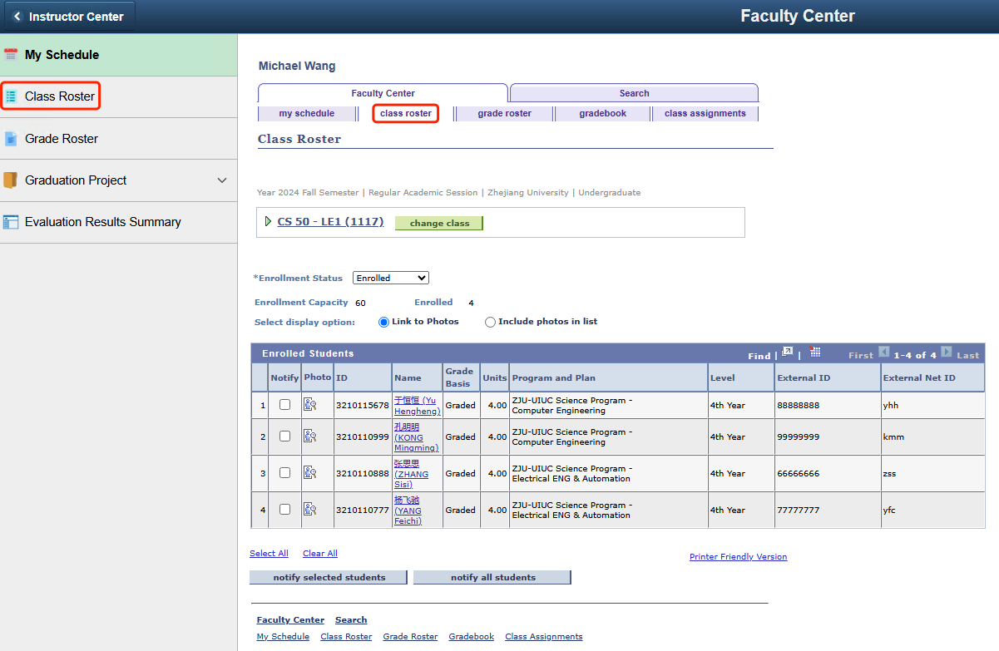 Instructor Center
Faculty Center
My Schedule
Class Roster
Grade Roster
Graduation Project
Evaluation Results Summary
Michael Wang
Faculty Center
Search
my schedule
class roster
grade roster
gradebook
class assignments
Class Roster
Year 2024 Fall Semester | Regular Academic Session | Zhejiang University | Undergraduate
CS 50 - LE1 (1117)
change class
*Enrollment Status
Enrolled
Enrollment Capacity 60
Enrolled 4
Select display option:
Link to Photos
Include photos in list
Enrolled Students
Find | |
First 1-4 of 4 Last
Notify
Photo
ID
Name
Grade
Basis
Units
Program and Plan
Level
External ID
External Net ID
1
3210115678
于恒恒 (Yu
Hengheng)
Graded
4.00
ZJU-UIUC Science Program -
Computer Engineering
4th Year
88888888
yhh
2
3210110999
孔明明
(KONG
Mingming)
Graded
4.00
ZJU-UIUC Science Program -
Computer Engineering
4th Year
99999999
kmm
3
3210110888
张思思
(ZHANG
Sisi)
Graded
4.00
ZJU-UIUC Science Program -
Electrical ENG & Automation
4th Year
66666666
zss
4
3210110777
杨飞驰
(YANG
Feichi)
Graded
4.00
ZJU-UIUC Science Program -
Electrical ENG & Automation
4th Year
77777777
yfc
Select All
Clear All
Printer Friendly Version
notify selected students
notify all students
Faculty Center
Search
My Schedule
Class Roster
Grade Roster
Gradebook
Class Assignments